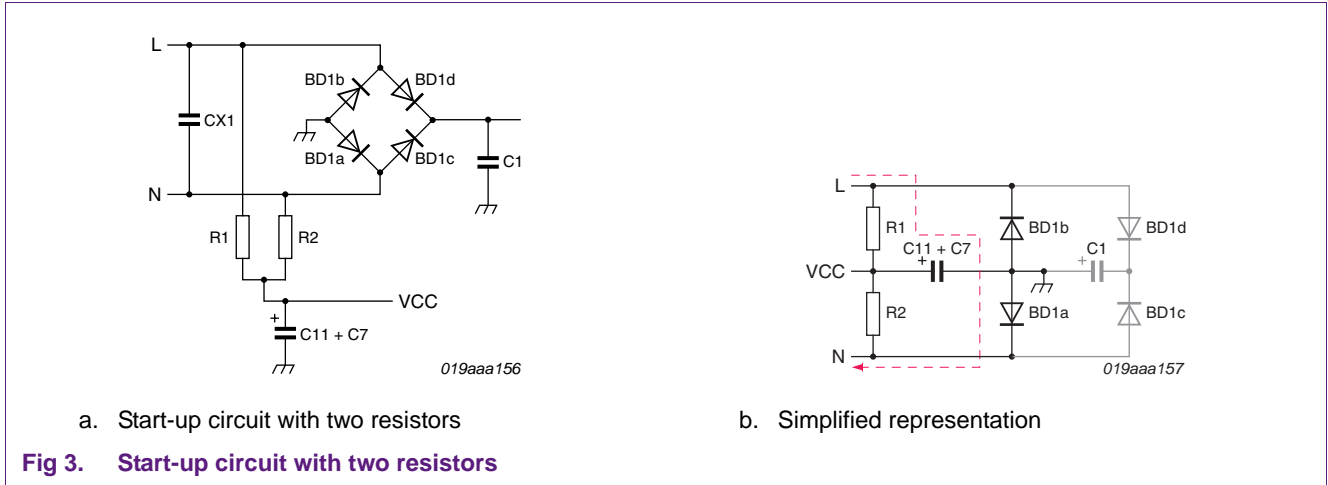 L
BD1b
BD1d
CX1
BD1a
BD1c
C1
N
R1
R2
VCC
+
C11 + C7
019aaa156
L
R1
BD1b
BD1d
C11 + C7
+
C1
+
VCC
R2
BD1a
BD1c
N
019aaa157
a. Start-up circuit with two resistors
b. Simplified representation
Fig 3. Start-up circuit with two resistors